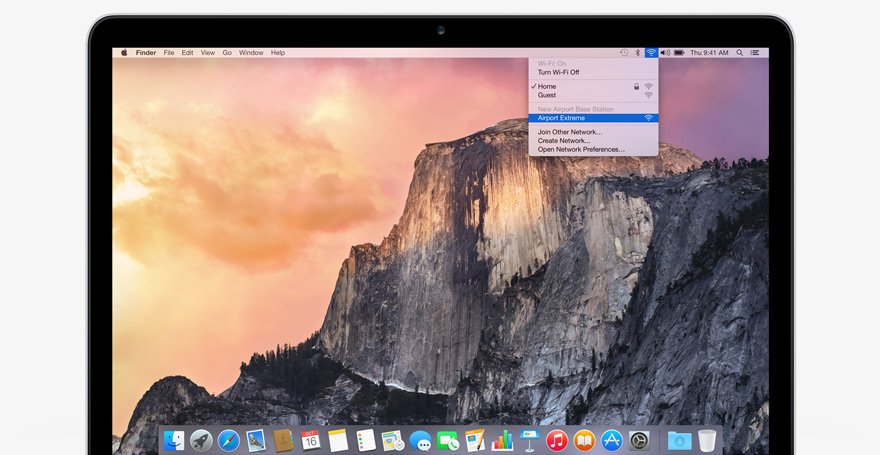 Finder File Edit View Go Window Help Thu 9:41 AM
Wi-Fi: On
Turn Wi-Fi Off
Home
Guest
New Airport Base Station
Airport Extreme
Join Other Network...
Create Network...
Open Network Preferences...
OCT
16